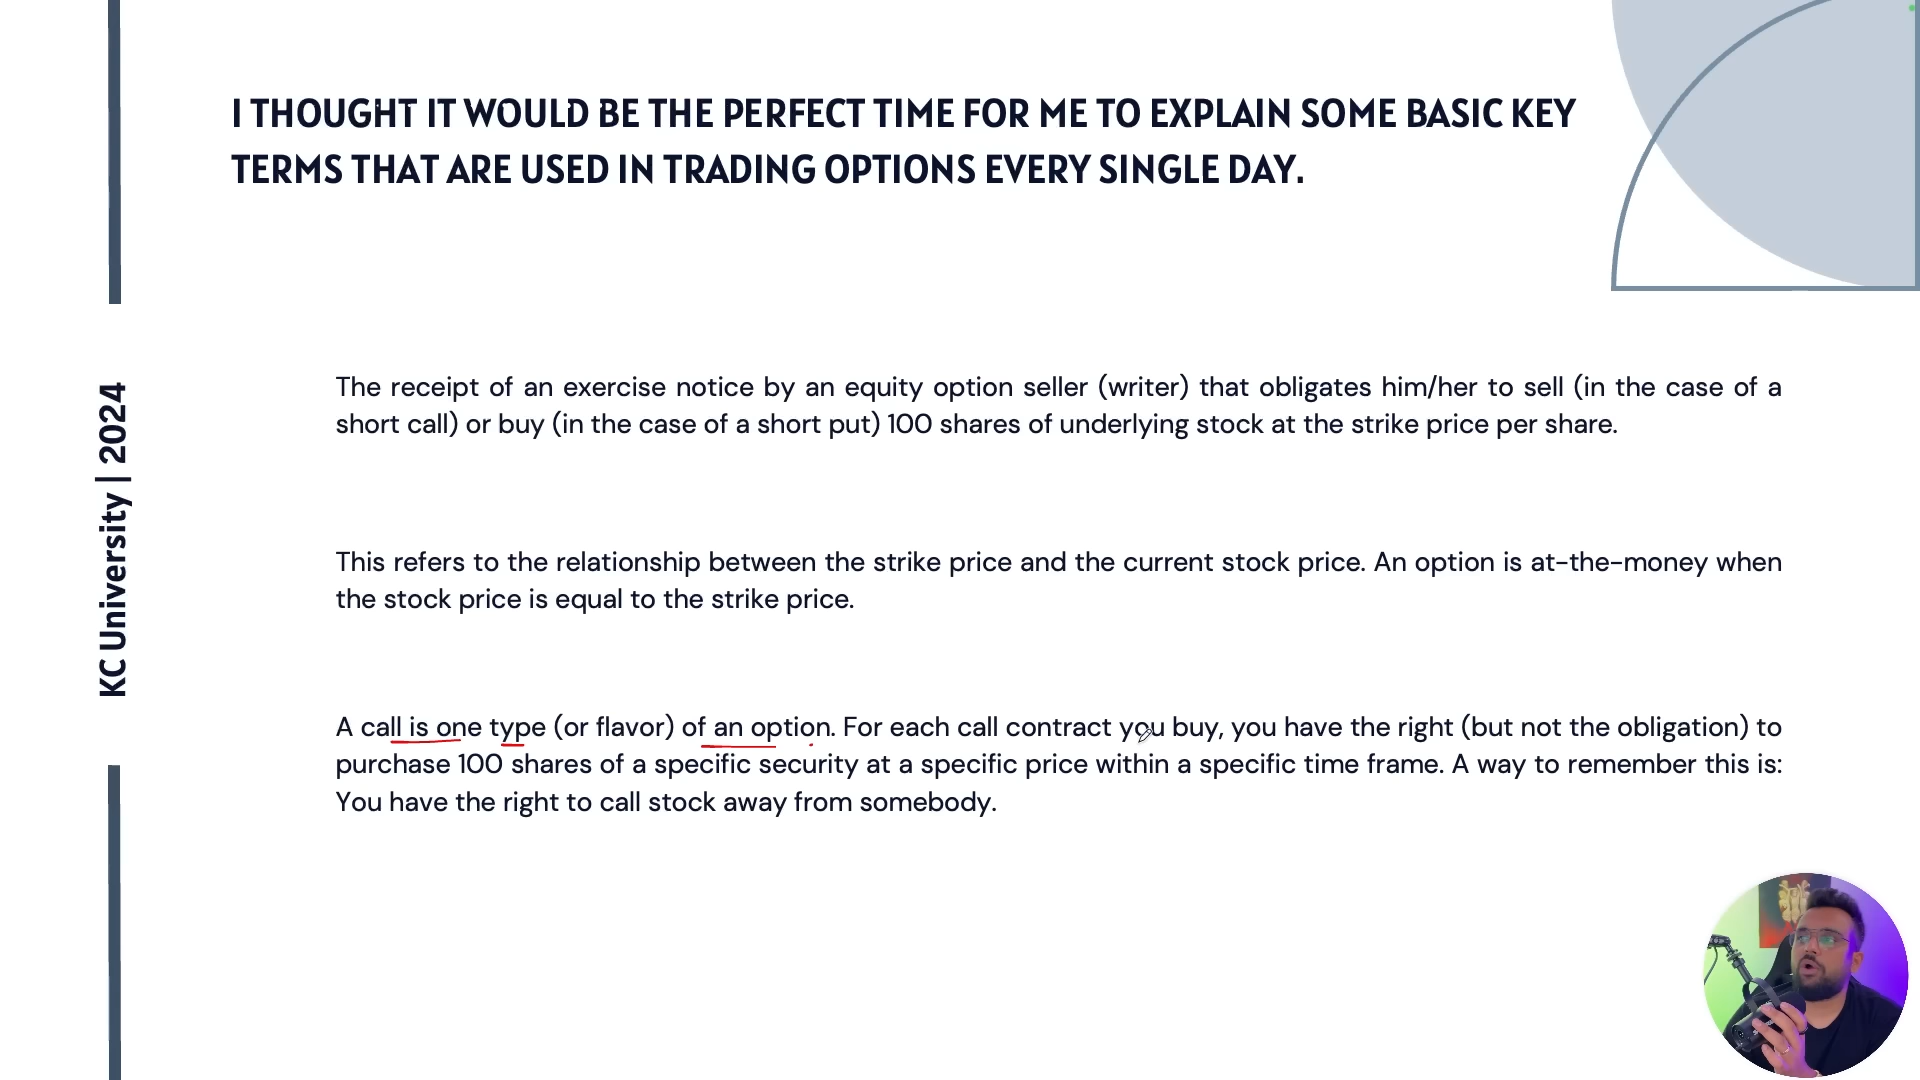 I THOUGHT IT WOULD BE THE PERFECT TIME FOR ME TO EXPLAIN SOME BASIC KEY
TERMS THAT ARE USED IN TRADING OPTIONS EVERY SINGLE DAY.
KC University | 2024
The receipt of an exercise notice by an equity option seller (writer) that obligates him/her to sell (in the case of a
short call) or buy (in the case of a short put) 100 shares of underlying stock at the strike price per share.
This refers to the relationship between the strike price and the current stock price. An option is at-the-money when
the stock price is equal to the strike price.
A call is one type (or flavor) of an option. For each call contract you buy, you have the right (but not the obligation) to
purchase 100 shares of a specific security at a specific price within a specific time frame. A way to remember this is:
You have the right to call stock away from somebody.